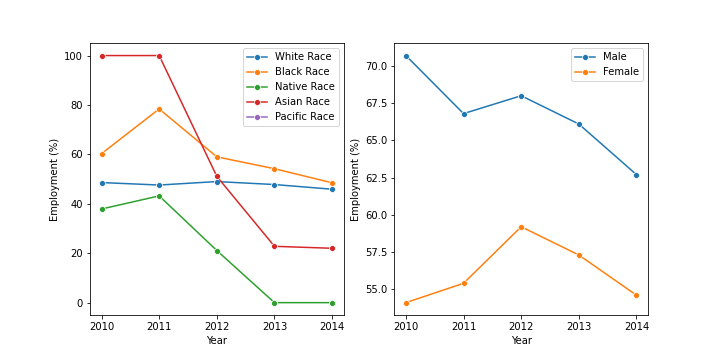 White Race
Black Race
Native Race
Asian Race
Pacific Race
100
80
60
40
20
0
Employment (%)
2010 2011 2012 2013 2014
Year
Male
Female
70.0
67.5
65.0
62.5
60.0
57.5
55.0
Employment (%)
2010 2011 2012 2013 2014
Year